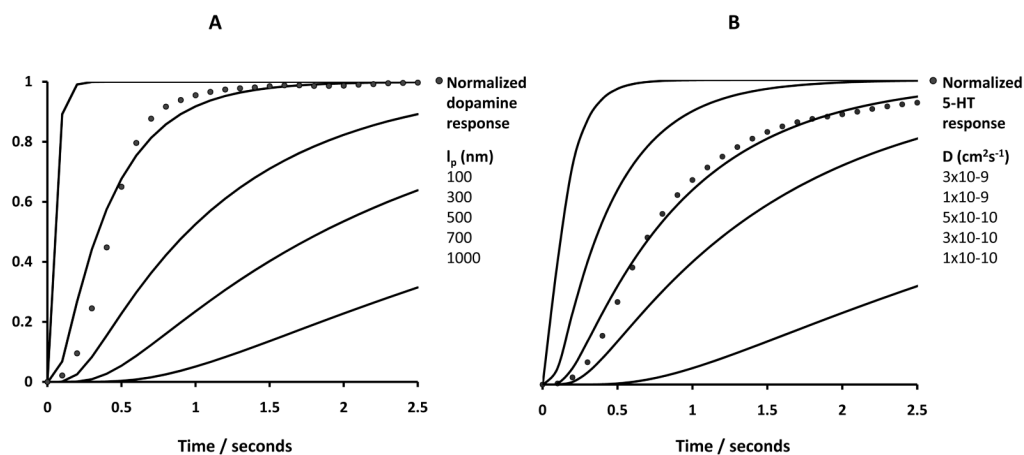 A
B
1
0.8
0.6
0.4
0.2
0
0 0.5 1 1.5 2 2.5
Time / seconds
Normalized
dopamine
response
lₚ (nm)
100
300
500
700
1000
0 0.5 1 1.5 2 2.5
Time / seconds
Normalized
5-HT
response
D (cm²s⁻¹)
3x10-9
1x10-9
5x10-10
3x10-10
1x10-10